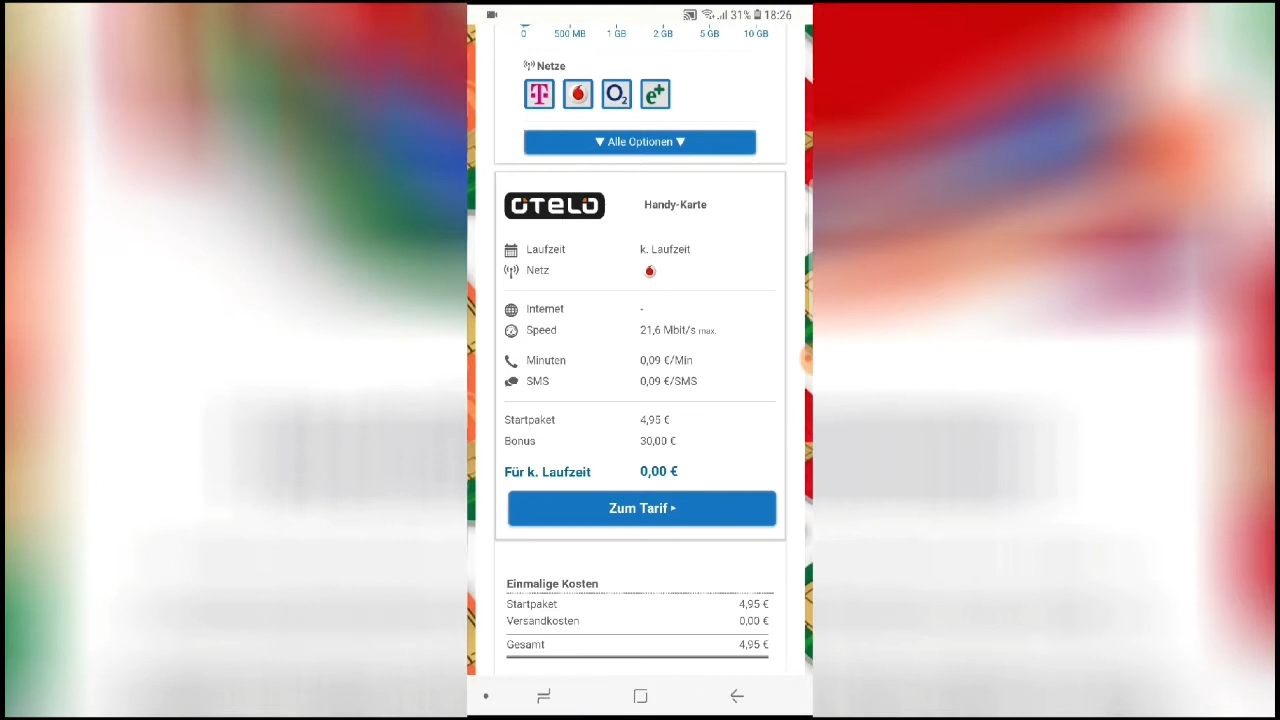 31% 18:26
0 500 MB 1 GB 2 GB 5 GB 10 GB
Netze
T O2 e+
▼ Alle Optionen ▼
OTELO Handy-Karte
Laufzeit k. Laufzeit
Netz
Internet -
Speed 21,6 Mbit/s max.
Minuten 0,09 €/Min
SMS 0,09 €/SMS
Startpaket 4,95 €
Bonus 30,00 €
Für k. Laufzeit 0,00 €
Zum Tarif ▸
Einmalige Kosten
Startpaket 4,95 €
Versandkosten 0,00 €
Gesamt 4,95 €